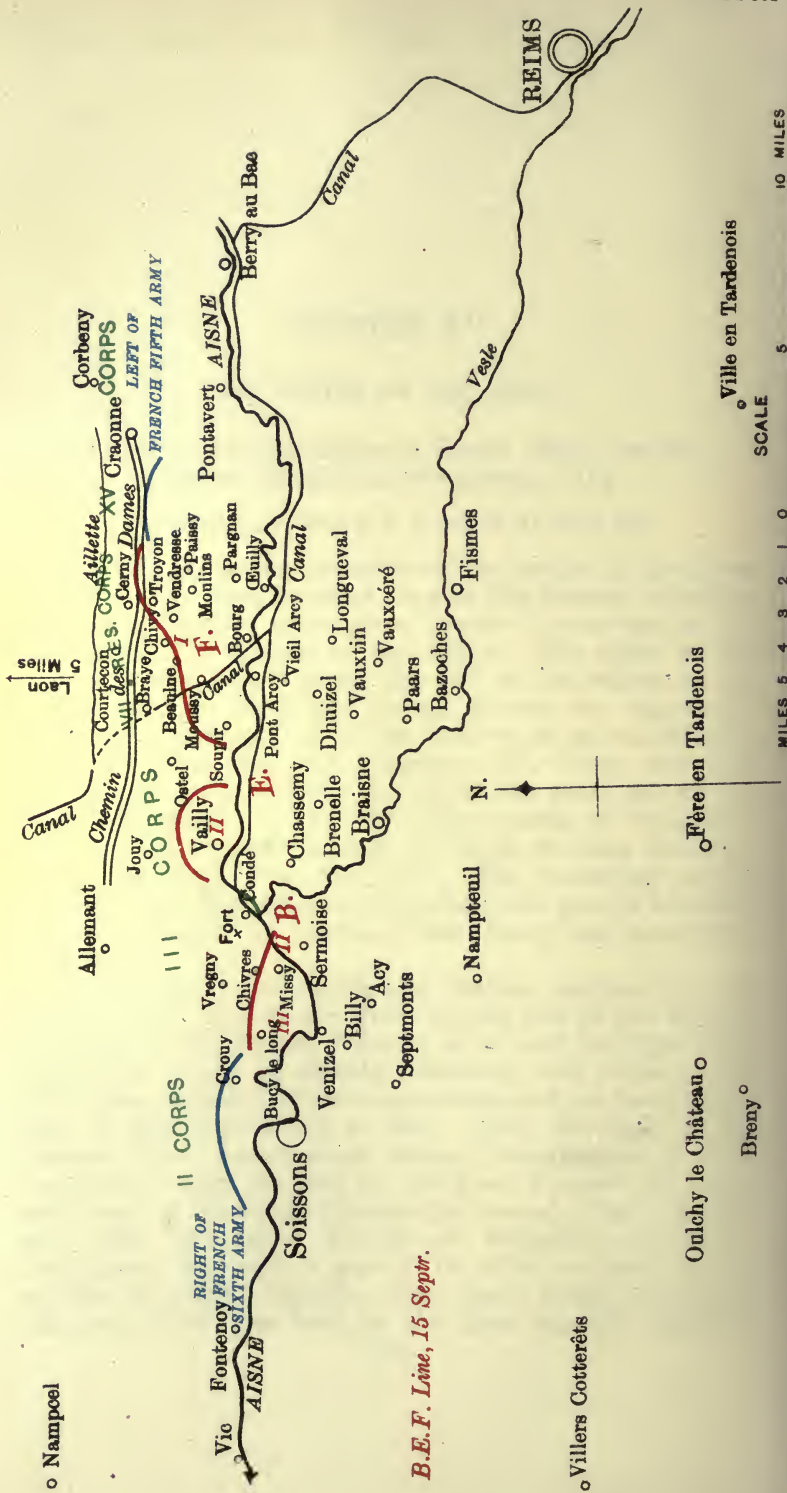 Nampcel
Vic
Fontenoy
AISNE
RIGHT OF
FRENCH
SIXTH ARMY
II CORPS
Soissons
Crouy
Bucy le long
III
Missy
Venizel
Billy
Acy
Septmonts
Sermoise
Chivres
Vregny
Fort
Condé
II
B.
Allemant
III
CORPS
Jouy
Canal
Chemin
des
Dames
Laon
5 Miles
Courtecon
VII RES. CORPS
XV
CORPS
Aillette
Cerny
Craonne
Corbeny
LEFT OF
FRENCH FIFTH ARMY
Ostel
Vailly
II
Soupir
Braye
Beaulne
Moussy
Chivy
Troyon
Vendresse
Paissy
Moulins
I
F.
E.
Canal
Bourg
Pargnan
Œuilly
Pont Arcy
Vieil Arcy
Canal
Pontavert
AISNE
Berry au Bac
Canal
REIMS
Vesle
Chassemy
Brenelle
Braisne
Dhuizel
Longueval
Vauxtin
Vauxcéré
Paars
Bazoches
Fismes
N.
Nampteuil
B.E.F. Line, 15 Septr.
Villers Cotterêts
Oulchy le Château
Breny
Fère en Tardenois
Ville en Tardenois
SCALE
MILES 5 4 3 2 1 0 5 10 MILES